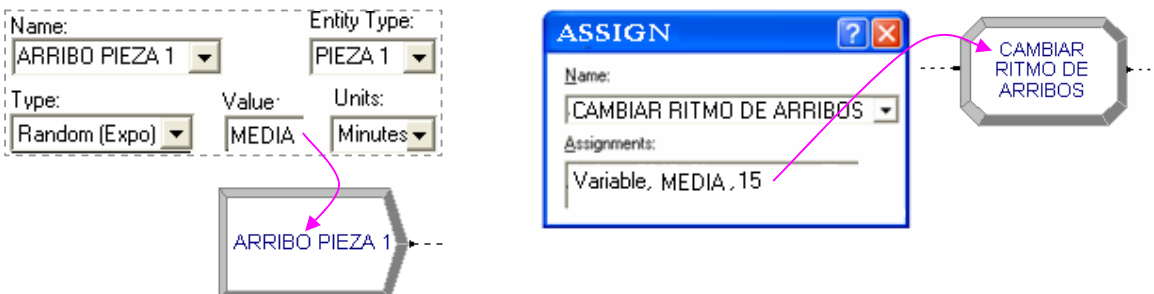 Name:
Entity Type:
ARRIBO PIEZA 1
PIEZA 1
Type:
Value:
Units:
Random (Expo)
MEDIA
Minutes
ARRIBO PIEZA 1
ASSIGN
Name:
CAMBIAR RITMO DE ARRIBOS
Assignments:
Variable, MEDIA ,15
CAMBIAR
RITMO DE
ARRIBOS